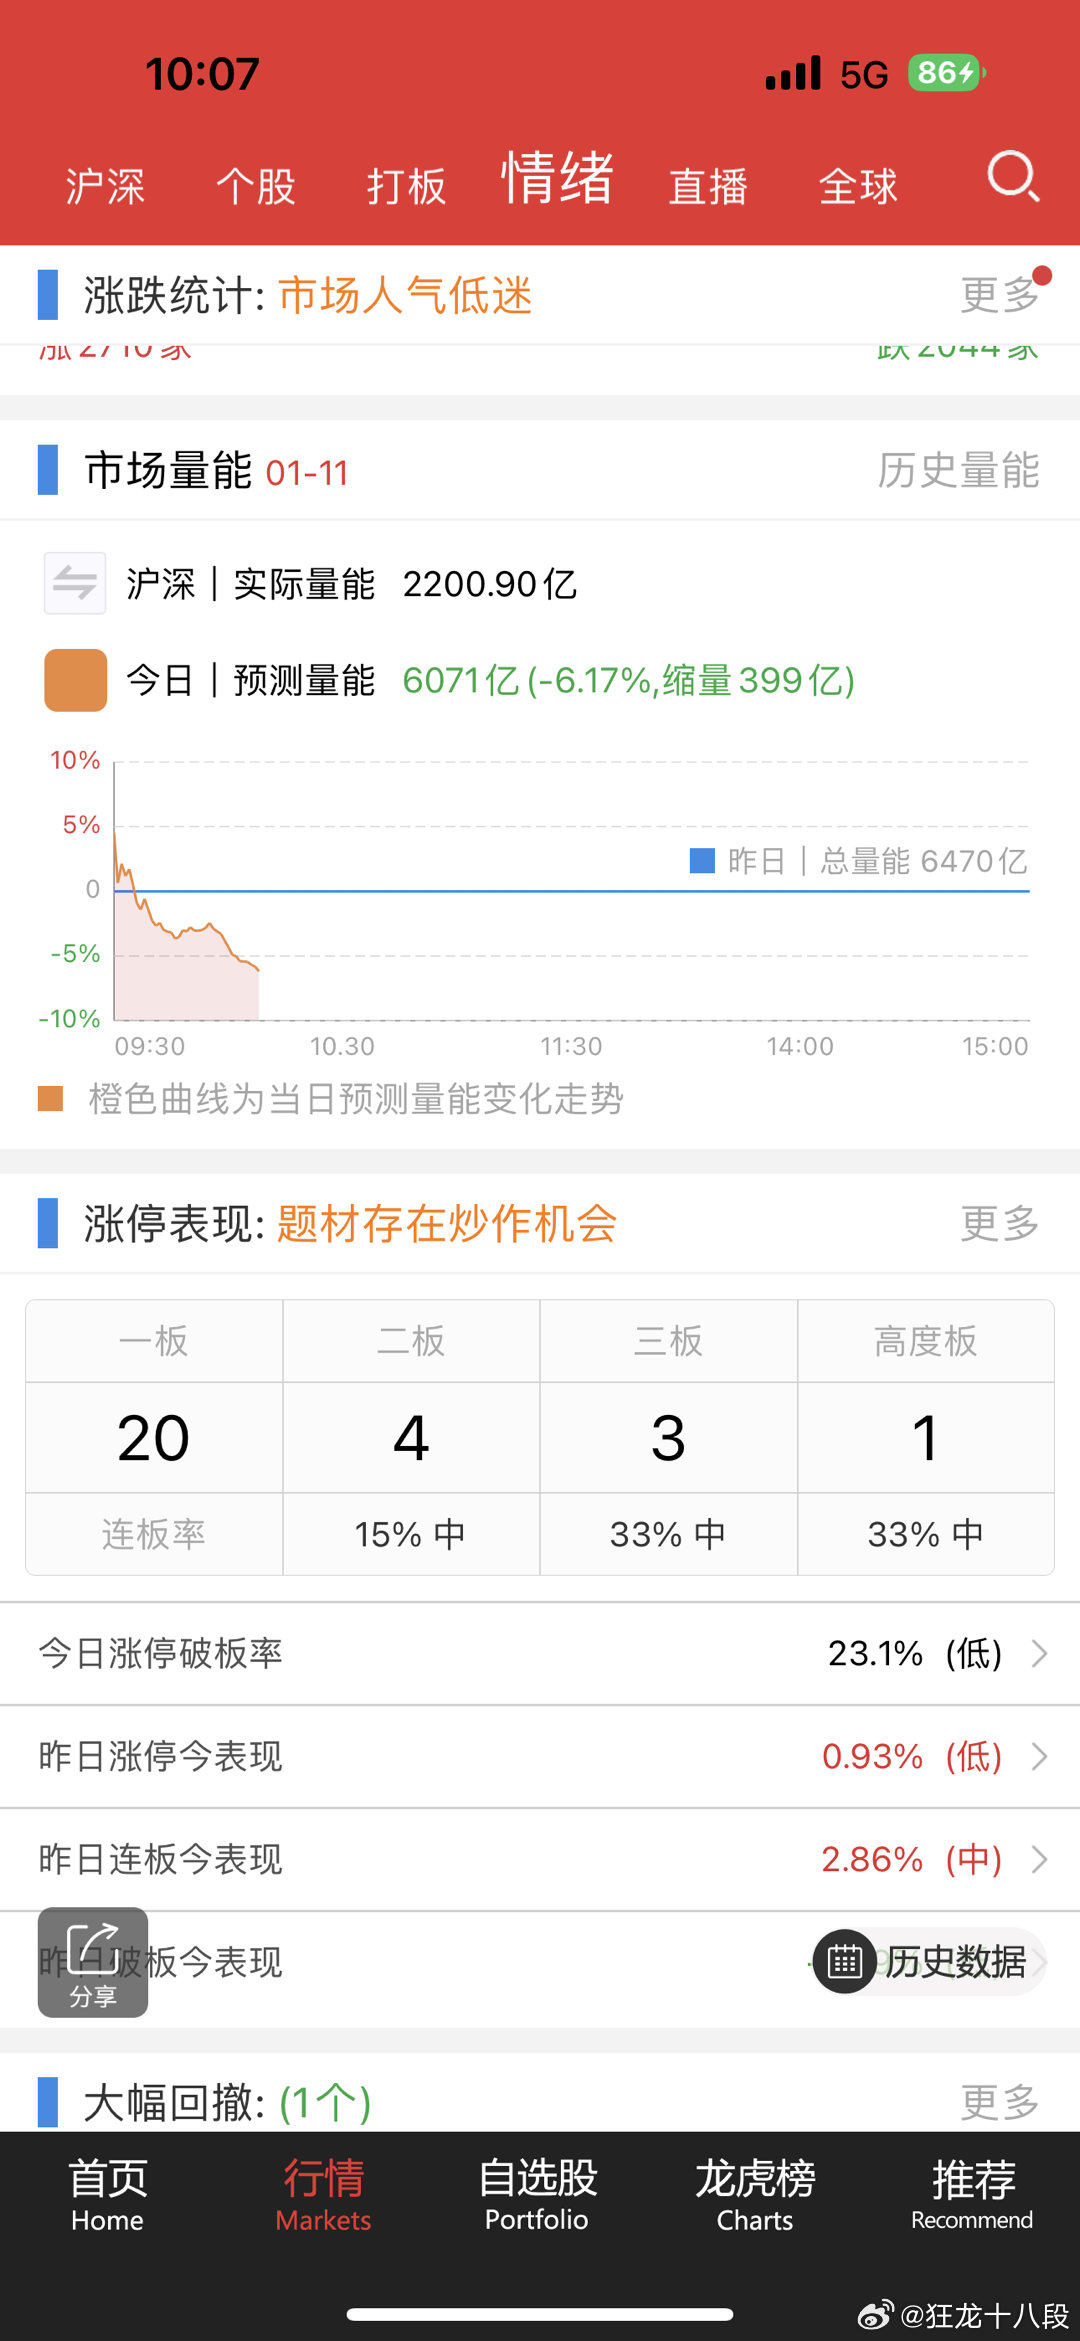 10:07 5G 86
沪深 个股 打板 情绪 直播 全球
涨跌统计: 市场人气低迷 更多
涨 2710 家 跌 2044 家
市场量能 01-11 历史量能
沪深 | 实际量能 2200.90亿
今日 | 预测量能 6071亿(-6.17%,缩量399亿)
10%
5%
昨日 | 总量能 6470亿
0
-5%
-10%
09:30 10.30 11:30 14:00 15:00
橙色曲线为当日预测量能变化走势
涨停表现: 题材存在炒作机会 更多
一板 二板 三板 高度板
20 4 3 1
连板率 15% 中 33% 中 33% 中
今日涨停破板率 23.1% (低)
昨日涨停今表现 0.93% (低)
昨日连板今表现 2.86% (中)
昨日破板今表现 历史数据
分享
大幅回撤: (1个) 更多
首页 行情 自选股 龙虎榜 推荐
Home Markets Portfolio Charts Recommend
@狂龙十八段